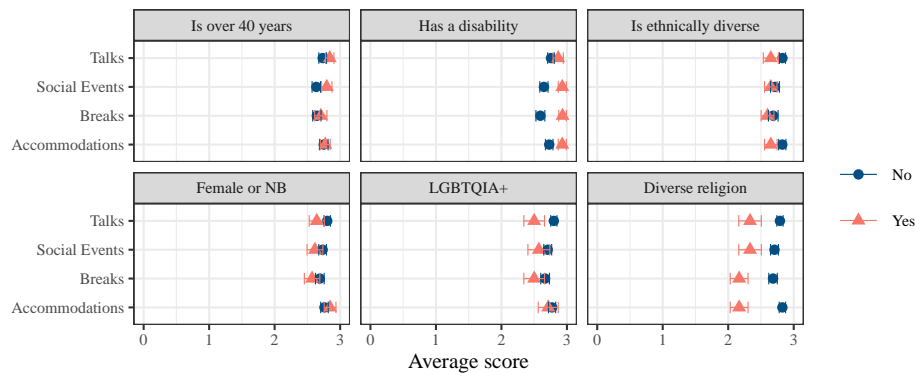 Is over 40 years Has a disability Is ethnically diverse
Talks
Social Events
Breaks
Accommodations
No
Yes
Female or NB LGBTQIA+ Diverse religion
Talks
Social Events
Breaks
Accommodations
0 1 2 3 0 1 2 3 0 1 2 3
Average score